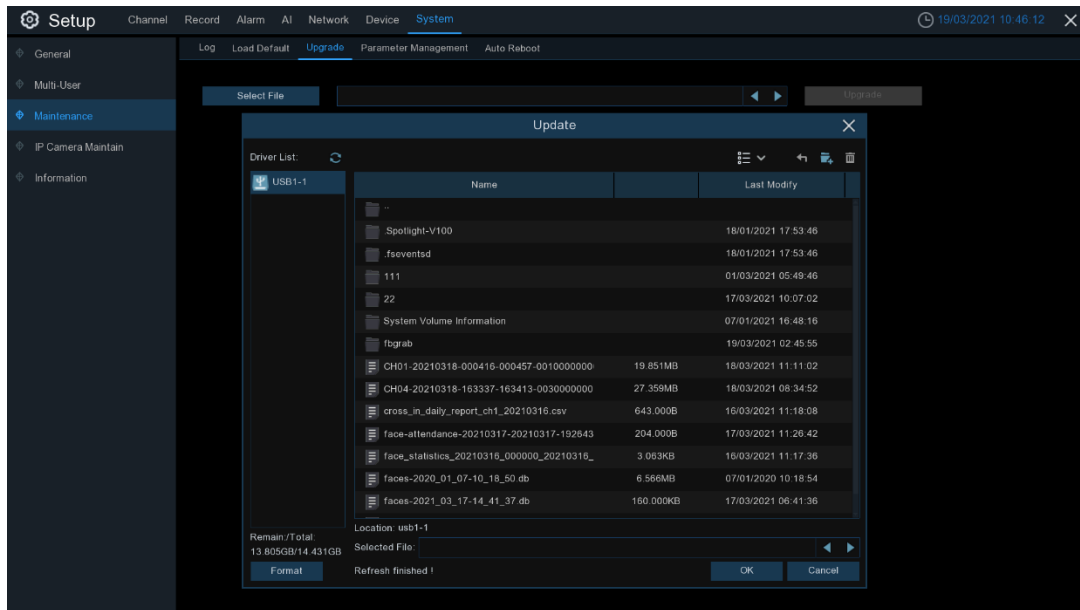 Setup Channel Record Alarm AI Network Device System 19/03/2021 10:46:12
General
Multi-User
Maintenance
IP Camera Maintain
Information
Log Load Default Upgrade Parameter Management Auto Reboot
Select File Upgrade
Update
Driver List:
USB1-1
Name Last Modify
..
.Spotlight-V100 18/01/2021 17:53:46
.fseventsd 18/01/2021 17:53:46
111 01/03/2021 05:49:46
22 17/03/2021 10:07:02
System Volume Information 07/01/2021 16:48:16
fbgrab 19/03/2021 02:45:55
CH01-20210318-000416-000457-0010000000 19.851MB 18/03/2021 11:11:02
CH04-20210318-163337-163413-0030000000 27.359MB 18/03/2021 08:34:52
cross_in_daily_report_ch1_20210316.csv 643.000B 16/03/2021 11:18:08
face-attendance-20210317-20210317-192643 204.000B 17/03/2021 11:26:42
face_statistics_20210316_000000_20210316_ 3.063KB 16/03/2021 11:17:36
faces-2020_01_07-10_18_50.db 6.566MB 07/01/2020 10:18:54
faces-2021_03_17-14_41_37.db 160.000KB 17/03/2021 06:41:36
Location: usb1-1
Remain:/Total:
13.805GB/14.431GB
Selected File:
Format Refresh finished ! OK Cancel